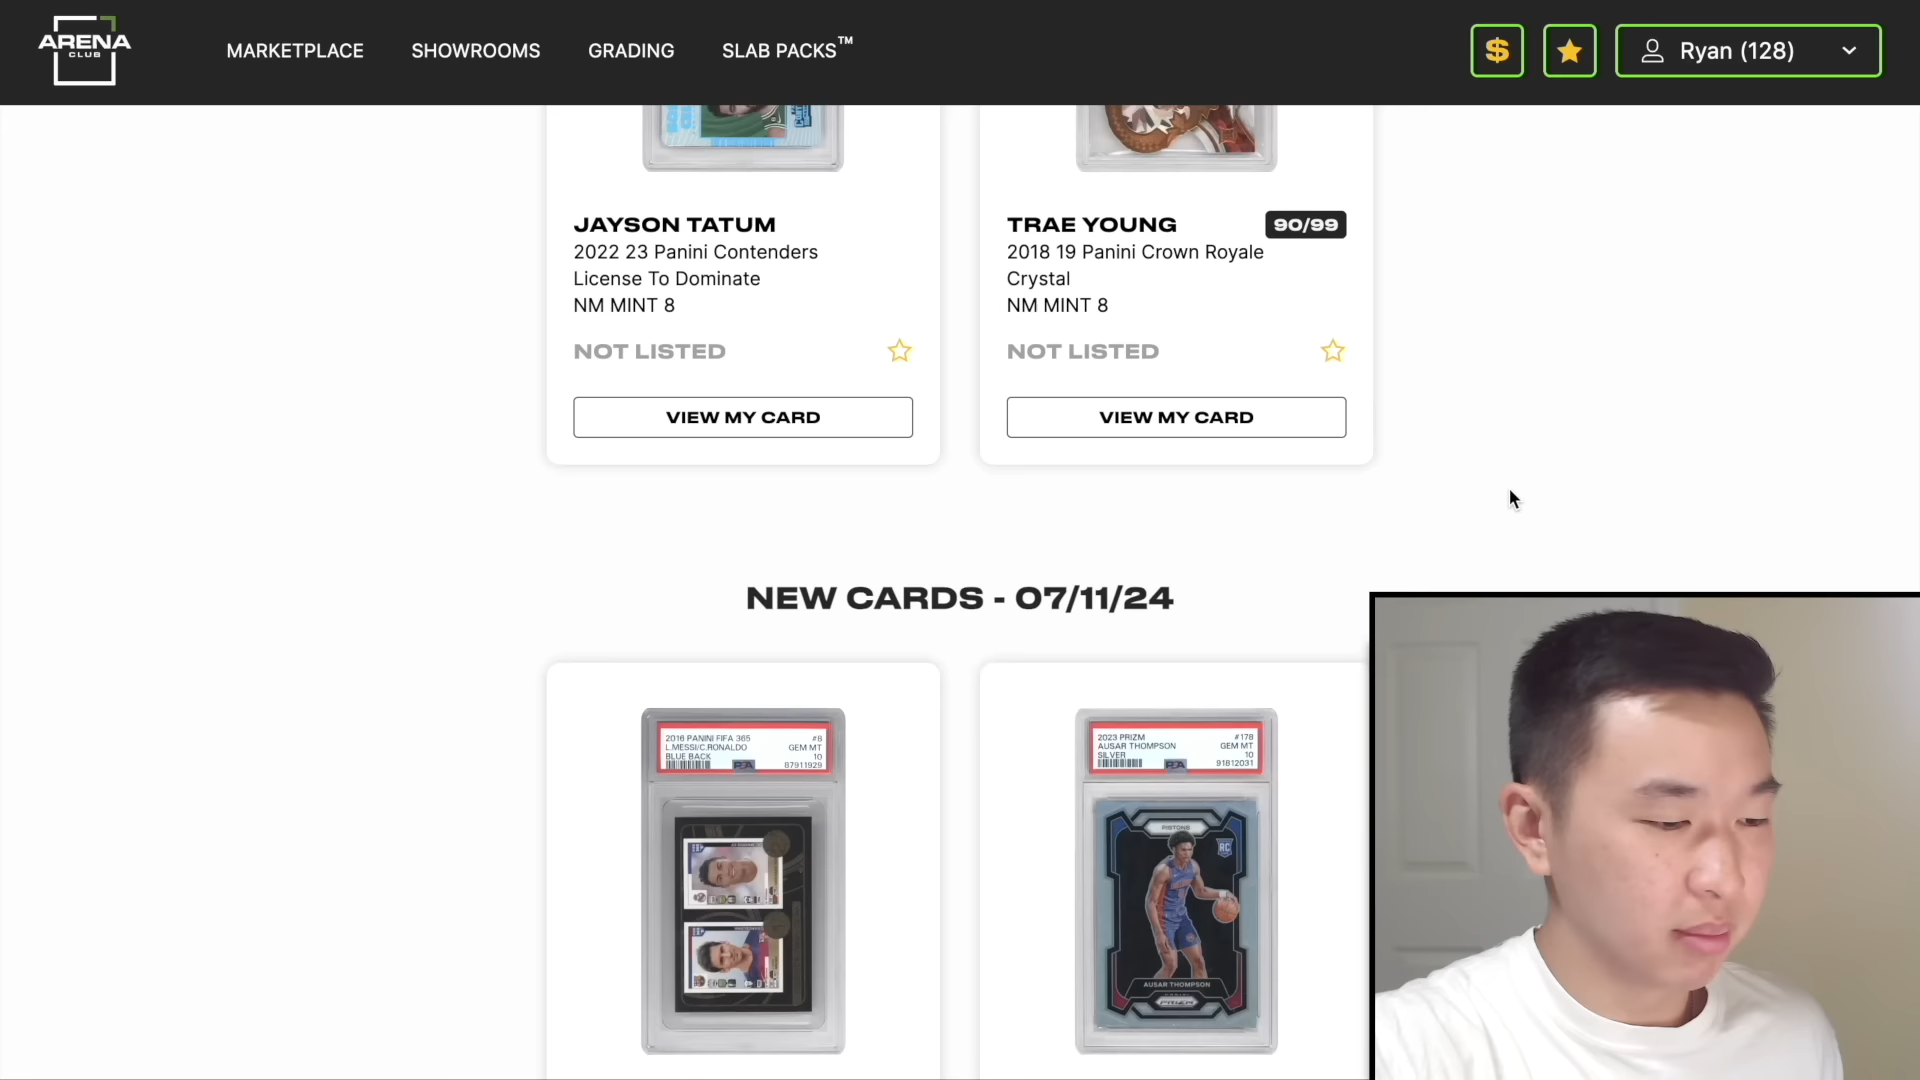 ARENA
CLUB
MARKETPLACE
SHOWROOMS
GRADING
SLAB PACKS™
$
Ryan (128)
JAYSON TATUM
2022 23 Panini Contenders
License To Dominate
NM MINT 8
NOT LISTED
VIEW MY CARD
TRAE YOUNG
90/99
2018 19 Panini Crown Royale
Crystal
NM MINT 8
NOT LISTED
VIEW MY CARD
NEW CARDS - 07/11/24
2016 PANINI FIFA 365 #8
L.MESSI/C.RONALDO GEM MT
BLUE BACK 10
PSA 87911929
2023 PRIZM #178
AUSAR THOMPSON GEM MT
SILVER 10
PSA 91812031
PISTONS
RC
AUSAR THOMPSON
PRIZM